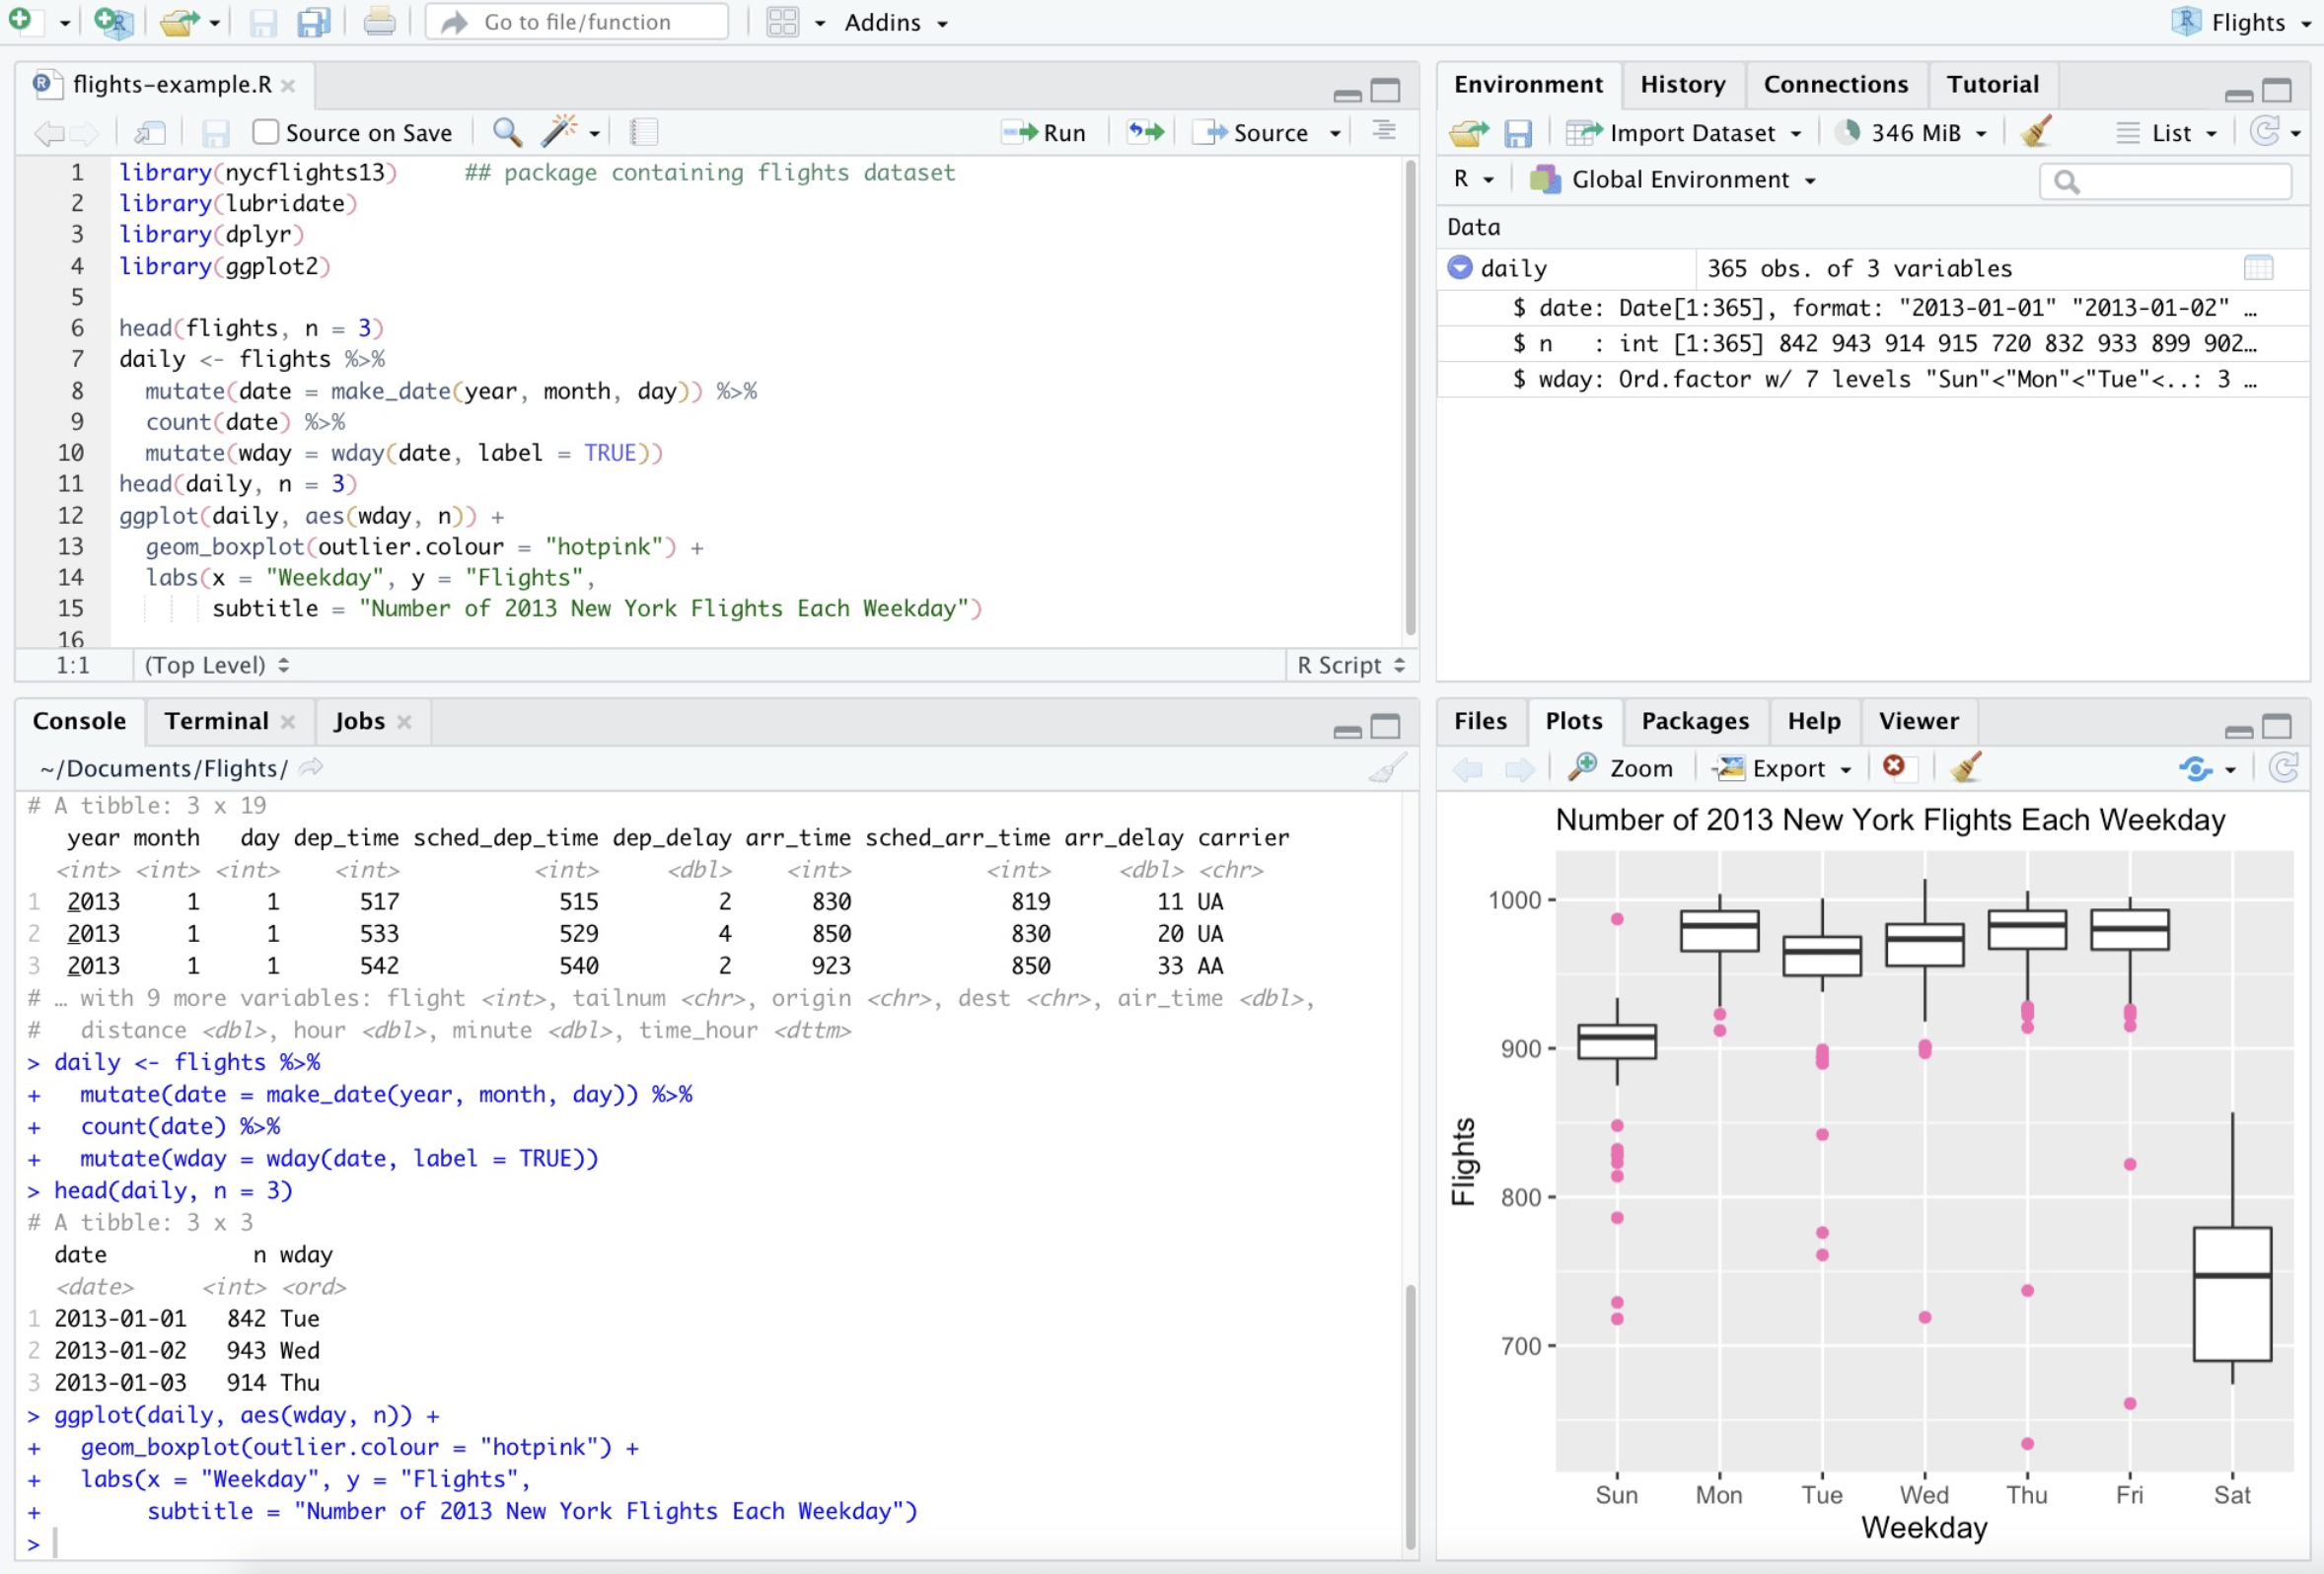 Go to file/function
Addins
Flights
flights-example.R
Source on Save
Run
Source
1 library(nycflights13)     ## package containing flights dataset
2 library(lubridate)
3 library(dplyr)
4 library(ggplot2)
5
6 head(flights, n = 3)
7 daily <- flights %>%
8   mutate(date = make_date(year, month, day)) %>%
9   count(date) %>%
10   mutate(wday = wday(date, label = TRUE))
11 head(daily, n = 3)
12 ggplot(daily, aes(wday, n)) +
13   geom_boxplot(outlier.colour = "hotpink") +
14   labs(x = "Weekday", y = "Flights",
15        subtitle = "Number of 2013 New York Flights Each Weekday")
16
1:1 (Top Level) R Script
Environment History Connections Tutorial
Import Dataset 346 MiB List
R Global Environment
Data
daily 365 obs. of 3 variables
$ date: Date[1:365], format: "2013-01-01" "2013-01-02" …
$ n   : int [1:365] 842 943 914 915 720 832 933 899 902…
$ wday: Ord.factor w/ 7 levels "Sun"<"Mon"<"Tue"<..: 3 …
Console Terminal Jobs
~/Documents/Flights/
# A tibble: 3 x 19
   year month   day dep_time sched_dep_time dep_delay arr_time sched_arr_time arr_delay carrier
  <int> <int> <int>    <int>          <int>     <dbl>    <int>          <int>     <dbl> <chr>
1  2013     1     1      517            515         2      830            819        11 UA
2  2013     1     1      533            529         4      850            830        20 UA
3  2013     1     1      542            540         2      923            850        33 AA
# … with 9 more variables: flight <int>, tailnum <chr>, origin <chr>, dest <chr>, air_time <dbl>,
#   distance <dbl>, hour <dbl>, minute <dbl>, time_hour <dttm>
> daily <- flights %>%
+   mutate(date = make_date(year, month, day)) %>%
+   count(date) %>%
+   mutate(wday = wday(date, label = TRUE))
> head(daily, n = 3)
# A tibble: 3 x 3
  date           n wday
  <date>     <int> <ord>
1 2013-01-01   842 Tue
2 2013-01-02   943 Wed
3 2013-01-03   914 Thu
> ggplot(daily, aes(wday, n)) +
+   geom_boxplot(outlier.colour = "hotpink") +
+   labs(x = "Weekday", y = "Flights",
+        subtitle = "Number of 2013 New York Flights Each Weekday")
>
Files Plots Packages Help Viewer
Zoom Export
Number of 2013 New York Flights Each Weekday
Flights
1000
900
800
700
Sun Mon Tue Wed Thu Fri Sat
Weekday